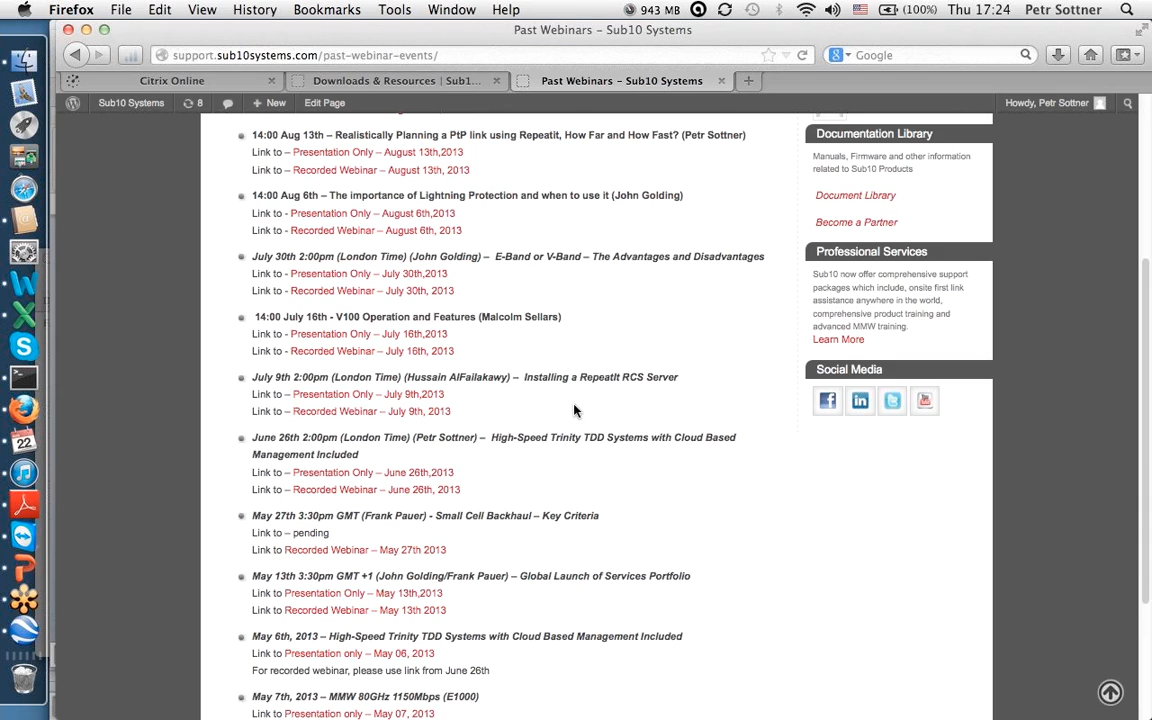 Firefox File Edit View History Bookmarks Tools Window Help 943 MB (100%) Thu 17:24 Petr Sottner
Past Webinars – Sub10 Systems
support.sub10systems.com/past-webinar-events/ Google
Citrix Online Downloads & Resources | Sub1... Past Webinars – Sub10 Systems
Sub10 Systems 8 New Edit Page Howdy, Petr Sottner
14:00 Aug 13th – Realistically Planning a PtP link using Repeatit, How Far and How Fast? (Petr Sottner)
Link to – Presentation Only – August 13th,2013
Link to – Recorded Webinar – August 13th, 2013
14:00 Aug 6th – The importance of Lightning Protection and when to use it (John Golding)
Link to - Presentation Only – August 6th,2013
Link to - Recorded Webinar – August 6th, 2013
July 30th 2:00pm (London Time) (John Golding) – E-Band or V-Band – The Advantages and Disadvantages
Link to - Presentation Only – July 30th,2013
Link to - Recorded Webinar – July 30th, 2013
14:00 July 16th - V100 Operation and Features (Malcolm Sellars)
Link to - Presentation Only – July 16th,2013
Link to - Recorded Webinar – July 16th, 2013
July 9th 2:00pm (London Time) (Hussain AlFailakawy) – Installing a RepeatIt RCS Server
Link to – Presentation Only – July 9th,2013
Link to – Recorded Webinar – July 9th, 2013
June 26th 2:00pm (London Time) (Petr Sottner) – High-Speed Trinity TDD Systems with Cloud Based
Management Included
Link to – Presentation Only – June 26th,2013
Link to – Recorded Webinar – June 26th, 2013
May 27th 3:30pm GMT (Frank Pauer) - Small Cell Backhaul – Key Criteria
Link to – pending
Link to Recorded Webinar – May 27th 2013
May 13th 3:30pm GMT +1 (John Golding/Frank Pauer) – Global Launch of Services Portfolio
Link to Presentation Only – May 13th,2013
Link to Recorded Webinar – May 13th 2013
May 6th, 2013 – High-Speed Trinity TDD Systems with Cloud Based Management Included
Link to Presentation only – May 06, 2013
For recorded webinar, please use link from June 26th
May 7th, 2013 – MMW 80GHz 1150Mbps (E1000)
Link to Presentation only – May 07, 2013
Documentation Library
Manuals, Firmware and other information
related to Sub10 Products
Document Library
Become a Partner
Professional Services
Sub10 now offer comprehensive support
packages which include, onsite first link
assistance anywhere in the world,
comprehensive product training and
advanced MMW training.
Learn More
Social Media
22